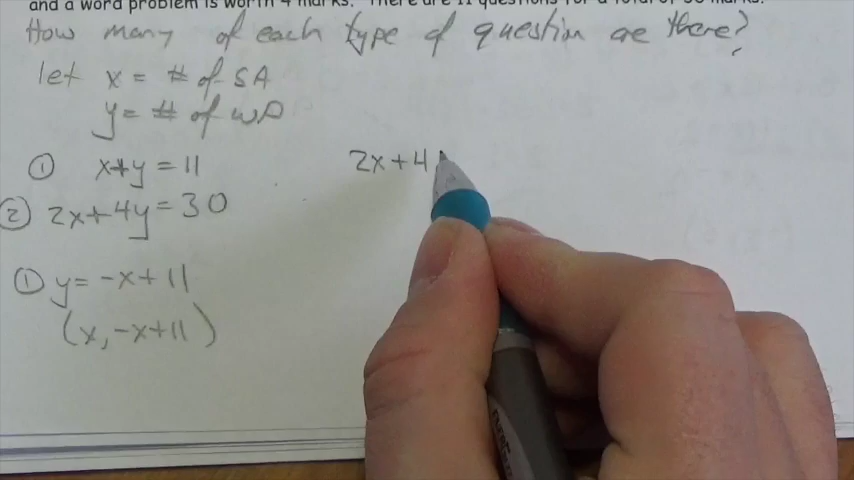 and a word problem is worth 4 marks. There are 11 questions for a total of 30 marks.
How many of each type of question are there?
let x = # of SA
y = # of WP
① x+y = 11
② 2x+4y = 30
2x+4
① y = -x+11
(x, -x+11)